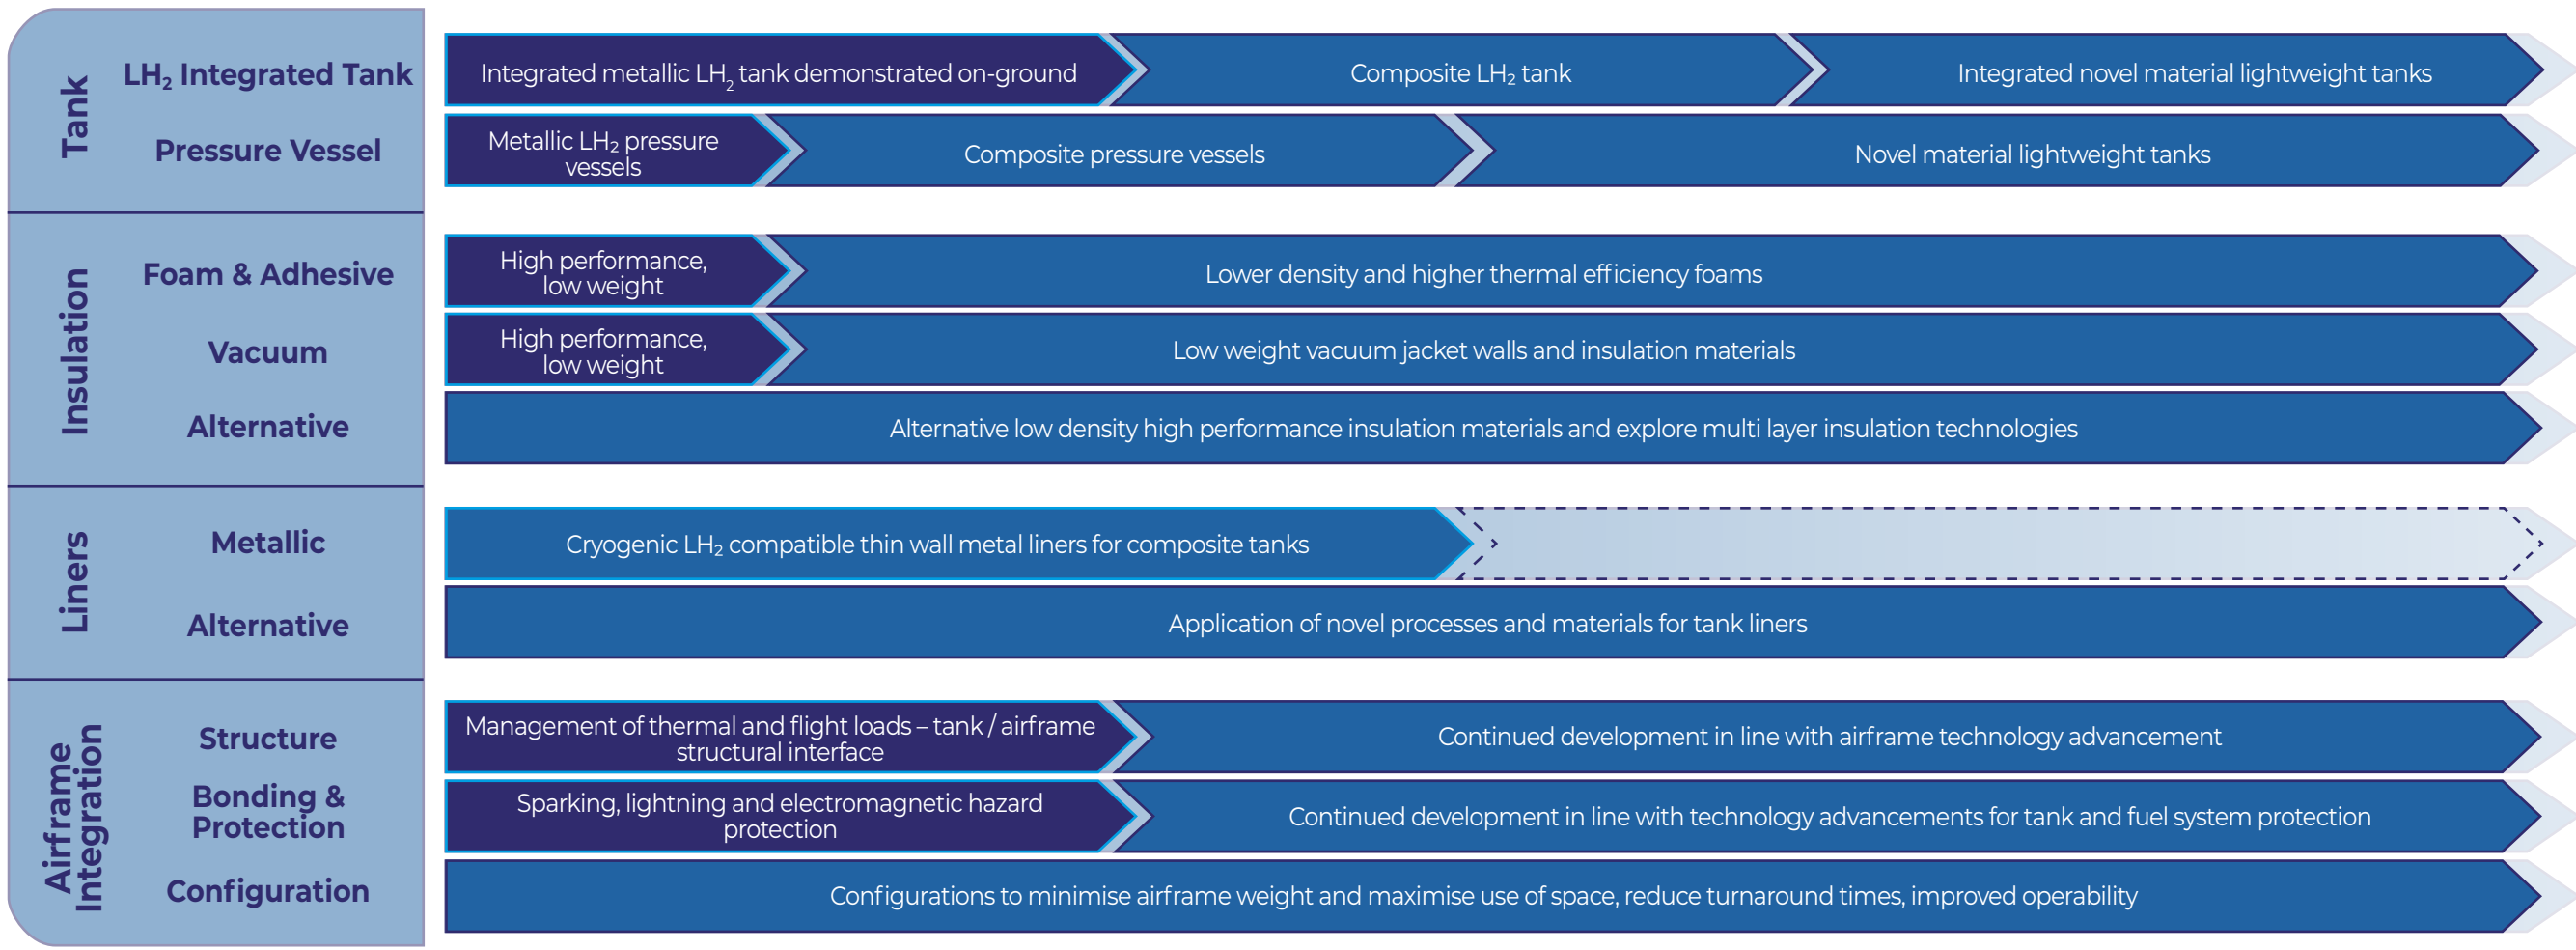 Tank
LH₂ Integrated Tank
Integrated metallic LH₂ tank demonstrated on-ground
Composite LH₂ tank
Integrated novel material lightweight tanks
Pressure Vessel
Metallic LH₂ pressure
vessels
Composite pressure vessels
Novel material lightweight tanks
Insulation
Foam & Adhesive
High performance,
low weight
Lower density and higher thermal efficiency foams
Vacuum
High performance,
low weight
Low weight vacuum jacket walls and insulation materials
Alternative
Alternative low density high performance insulation materials and explore multi layer insulation technologies
Liners
Metallic
Cryogenic LH₂ compatible thin wall metal liners for composite tanks
Alternative
Application of novel processes and materials for tank liners
Airframe
Integration
Structure
Management of thermal and flight loads – tank / airframe
structural interface
Continued development in line with airframe technology advancement
Bonding &
Protection
Sparking, lightning and electromagnetic hazard
protection
Continued development in line with technology advancements for tank and fuel system protection
Configuration
Configurations to minimise airframe weight and maximise use of space, reduce turnaround times, improved operability